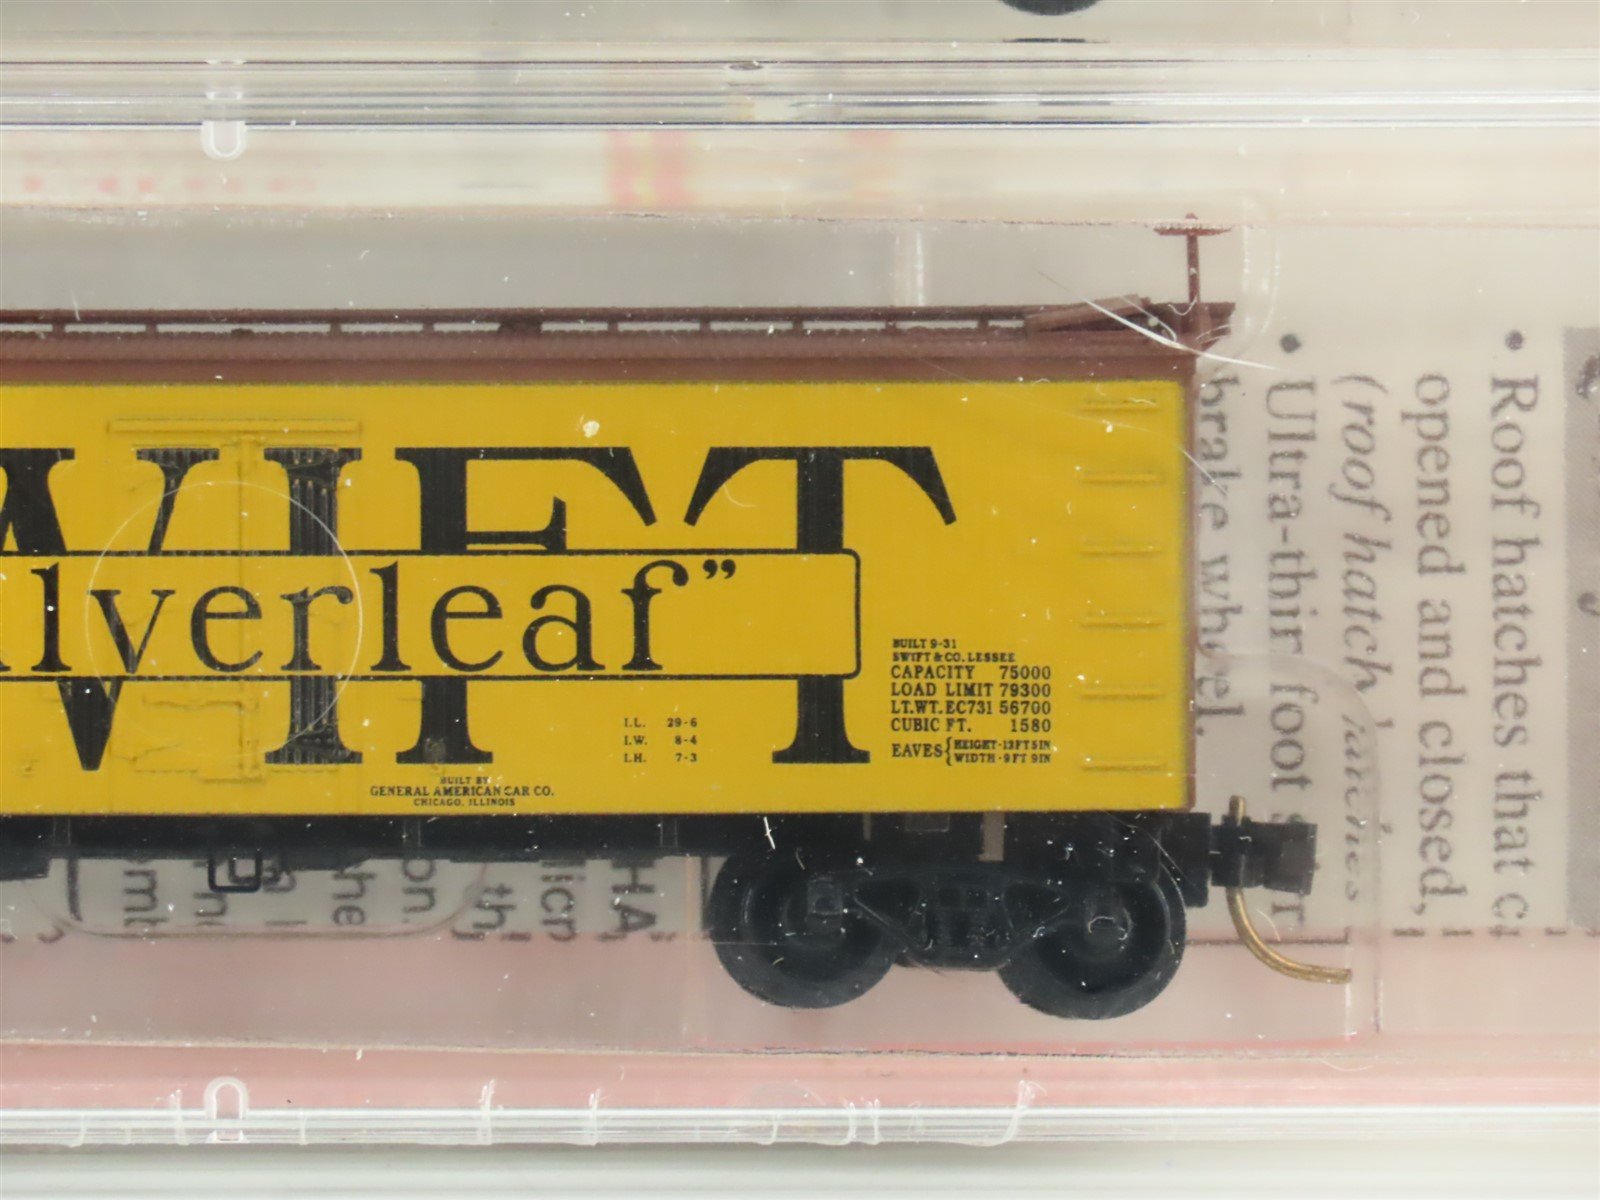 WIFT
ilverleaf”
BUILT 9-31
SWIFT & CO. LESSEE
CAPACITY 75000
LOAD LIMIT 79300
LT. WT. EC731 56700
CUBIC FT. 1580
EAVES { HEIGHT-13FT 5IN
WIDTH-9FT 9IN
I.L. 29-6
I.W. 8-4
I.H. 7-3
BUILT BY
GENERAL AMERICAN CAR CO.
CHICAGO, ILLINOIS
• Roof hatches that c
opened and closed,
(roof hatch
• Ultra-thin foot
brake wheel.